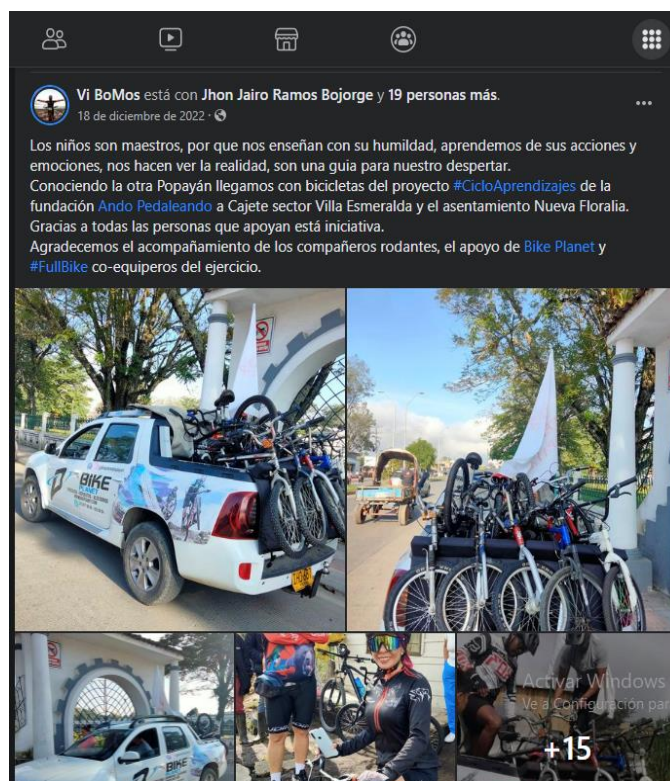 Vi BoMos está con Jhon Jairo Ramos Bojorge y 19 personas más.
18 de diciembre de 2022 ·
Los niños son maestros, por que nos enseñan con su humildad, aprendemos de sus acciones y
emociones, nos hacen ver la realidad, son una guia para nuestro despertar.
Conociendo la otra Popayán llegamos con bicicletas del proyecto #CicloAprendizajes de la
fundación Ando Pedaleando a Cajete sector Villa Esmeralda y el asentamiento Nueva Floralia.
Gracias a todas las personas que apoyan está iniciativa.
Agradecemos el acompañamiento de los compañeros rodantes, el apoyo de Bike Planet y
#FullBike co-equiperos del ejercicio.
BIKE
PLANET
BIKE
Activar Windows
Ve a Configuración par
+15